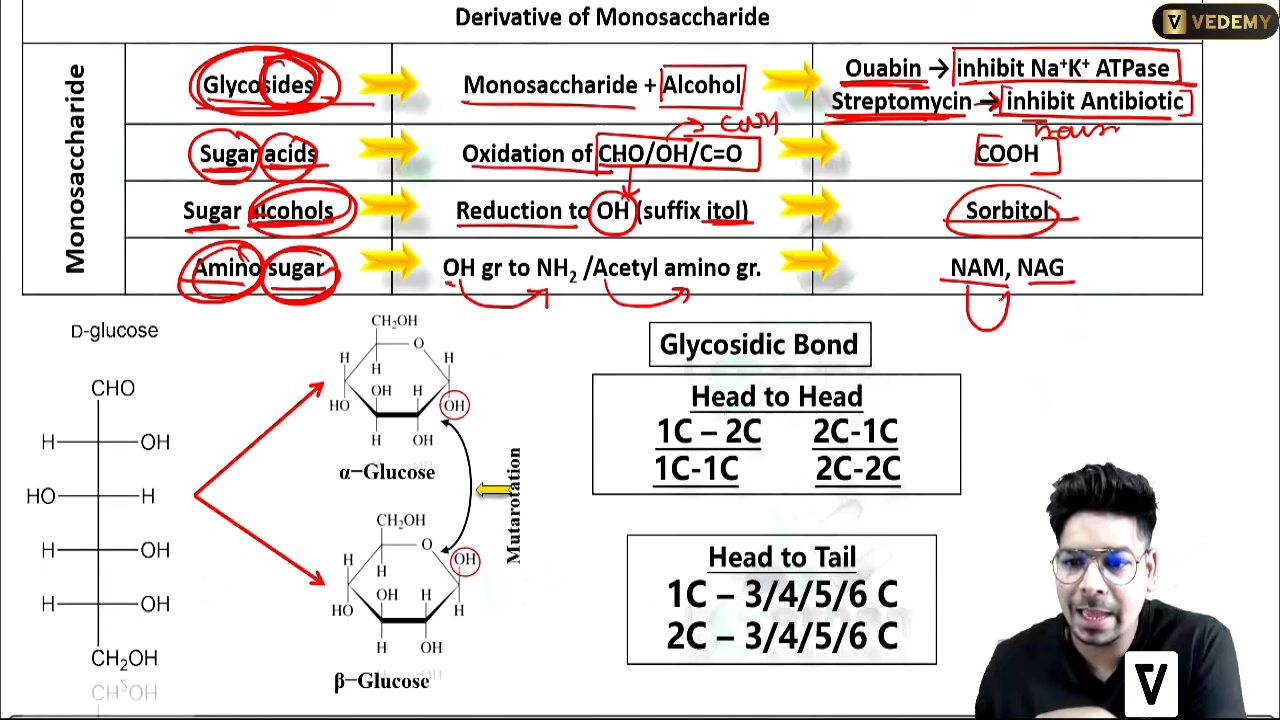 Derivative of Monosaccharide
VEDEMY
Monosaccharide
Glycosides
Monosaccharide + Alcohol
Ouabin → inhibit Na⁺K⁺ ATPase
Streptomycin → inhibit Antibiotic
COOH
Sugar acids
Oxidation of CHO/OH/C=O
COOH
Sugar alcohols
Reduction to OH (suffix itol)
Sorbitol
Amino sugar
OH gr to NH₂ /Acetyl amino gr.
NAM, NAG
D-glucose
CHO
H OH
HO H
H OH
H OH
CH₂OH
CH₂OH
O
H H
H
OH H
HO OH
H OH
α–Glucose
Mutarotation
CH₂OH
O OH
H
H
OH H
HO H
H OH
β–Glucose
Glycosidic Bond
Head to Head
1C – 2C 2C-1C
1C-1C 2C-2C
Head to Tail
1C – 3/4/5/6 C
2C – 3/4/5/6 C